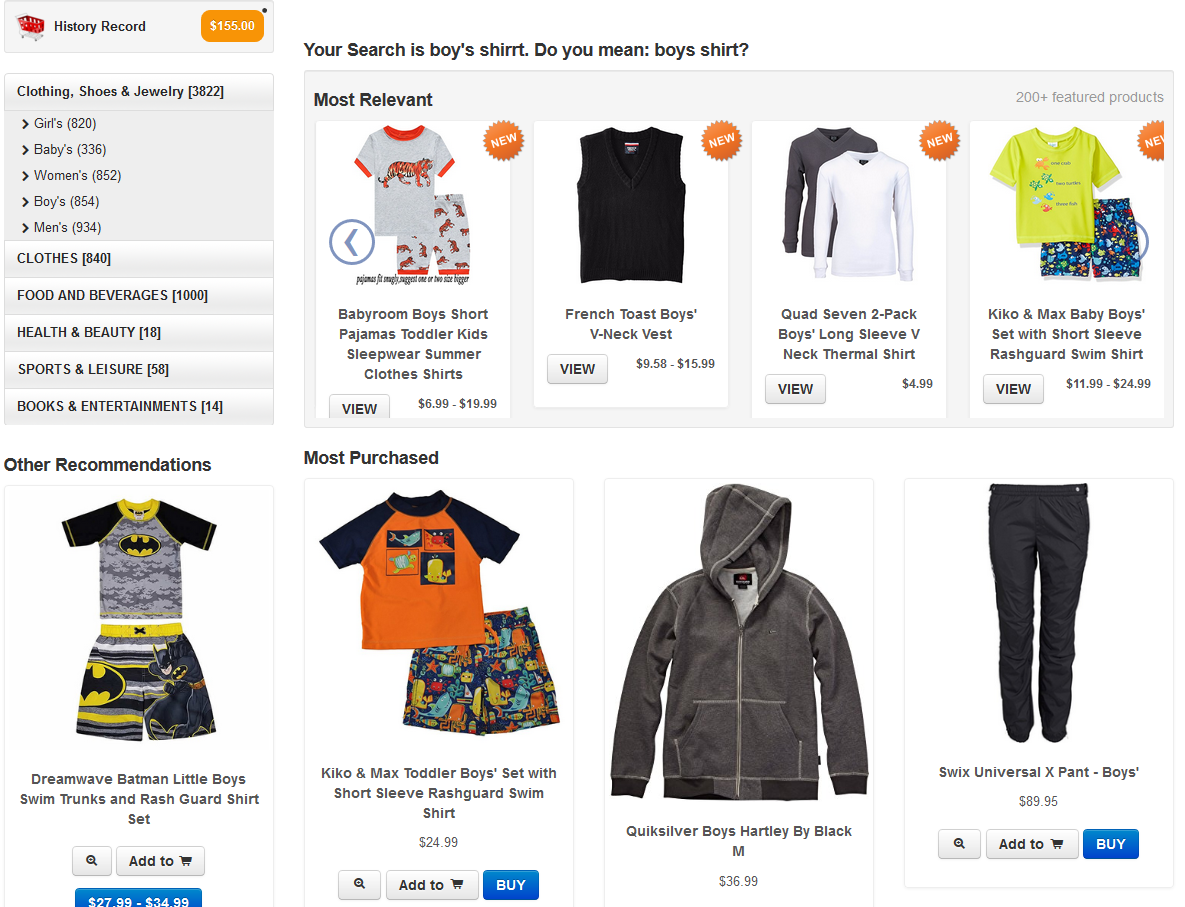 History Record
$155.00
Clothing, Shoes & Jewelry [3822]
Girl's (820)
Baby's (336)
Women's (852)
Boy's (854)
Men's (934)
CLOTHES [840]
FOOD AND BEVERAGES [1000]
HEALTH & BEAUTY [18]
SPORTS & LEISURE [58]
BOOKS & ENTERTAINMENTS [14]
Your Search is boy's shirrt. Do you mean: boys shirt?
Most Relevant
200+ featured products
NEW
pajamas fit snugly,suggest one or two size bigger
Babyroom Boys Short
Pajamas Toddler Kids
Sleepwear Summer
Clothes Shirts
VIEW
$6.99 - $19.99
NEW
French Toast Boys'
V-Neck Vest
VIEW
$9.58 - $15.99
NEW
Quad Seven 2-Pack
Boys' Long Sleeve V
Neck Thermal Shirt
VIEW
$4.99
NE
one crab
two turtles
three fish
Kiko & Max Baby Boys'
Set with Short Sleeve
Rashguard Swim Shirt
VIEW
$11.99 - $24.99
Other Recommendations
Dreamwave Batman Little Boys
Swim Trunks and Rash Guard Shirt
Set
Add to
$27.99 - $34.99
Most Purchased
Kiko & Max Toddler Boys' Set with
Short Sleeve Rashguard Swim
Shirt
$24.99
Add to
BUY
Quiksilver Boys Hartley By Black
M
$36.99
Swix Universal X Pant - Boys'
$89.95
Add to
BUY